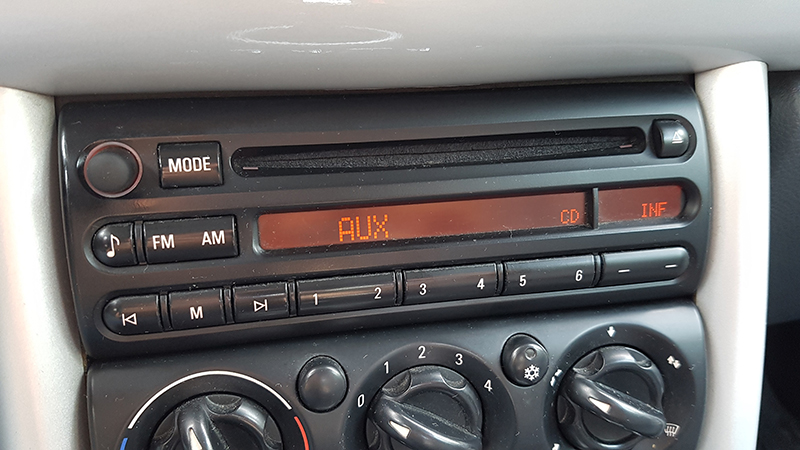 MODE
AUX CD INF
FM AM
M 1 2 3 4 5 6
0 1 2 3 4